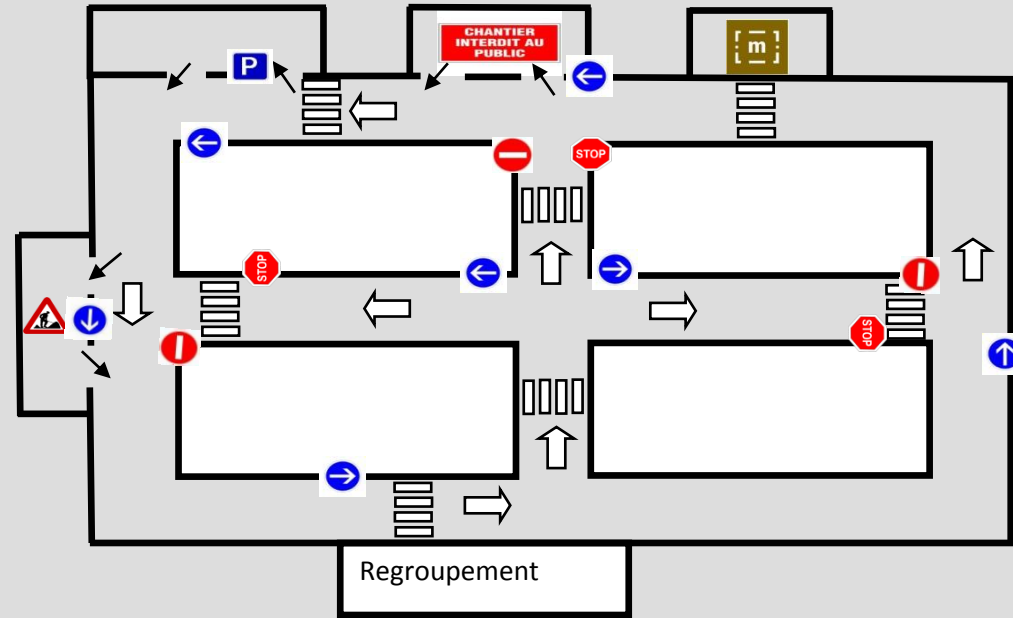 CHANTIER
INTERDIT AU
PUBLIC
P
[m]
STOP
STOP
STOP
Regroupement